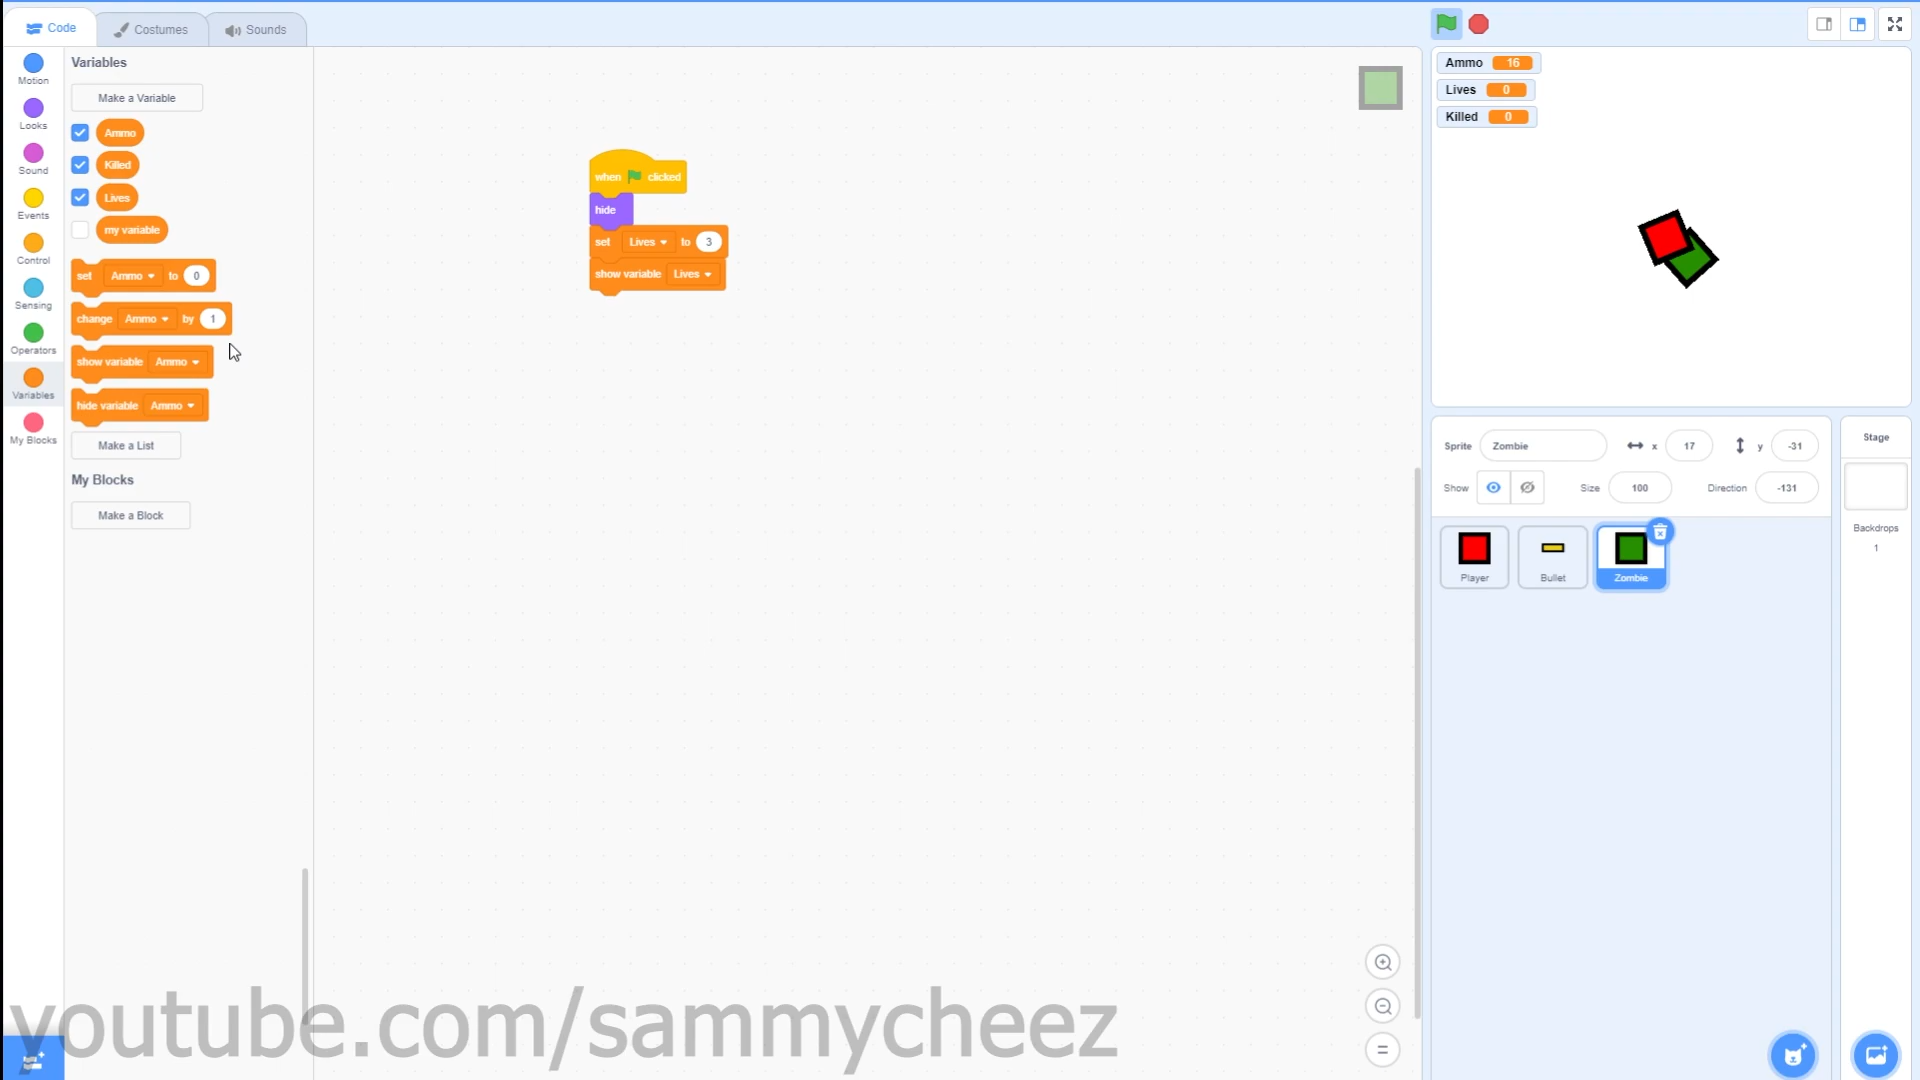 Code
Costumes
Sounds
Motion
Looks
Sound
Events
Control
Sensing
Operators
Variables
My Blocks
Variables
Make a Variable
Ammo
Killed
Lives
my variable
set Ammo to 0
change Ammo by 1
show variable Ammo
hide variable Ammo
Make a List
My Blocks
Make a Block
when clicked
hide
set Lives to 3
show variable Lives
Ammo 16
Lives 0
Killed 0
Sprite Zombie x 17 y -31
Show Size 100 Direction -131
Player
Bullet
Zombie
Stage
Backdrops
1
youtube.com/sammycheez